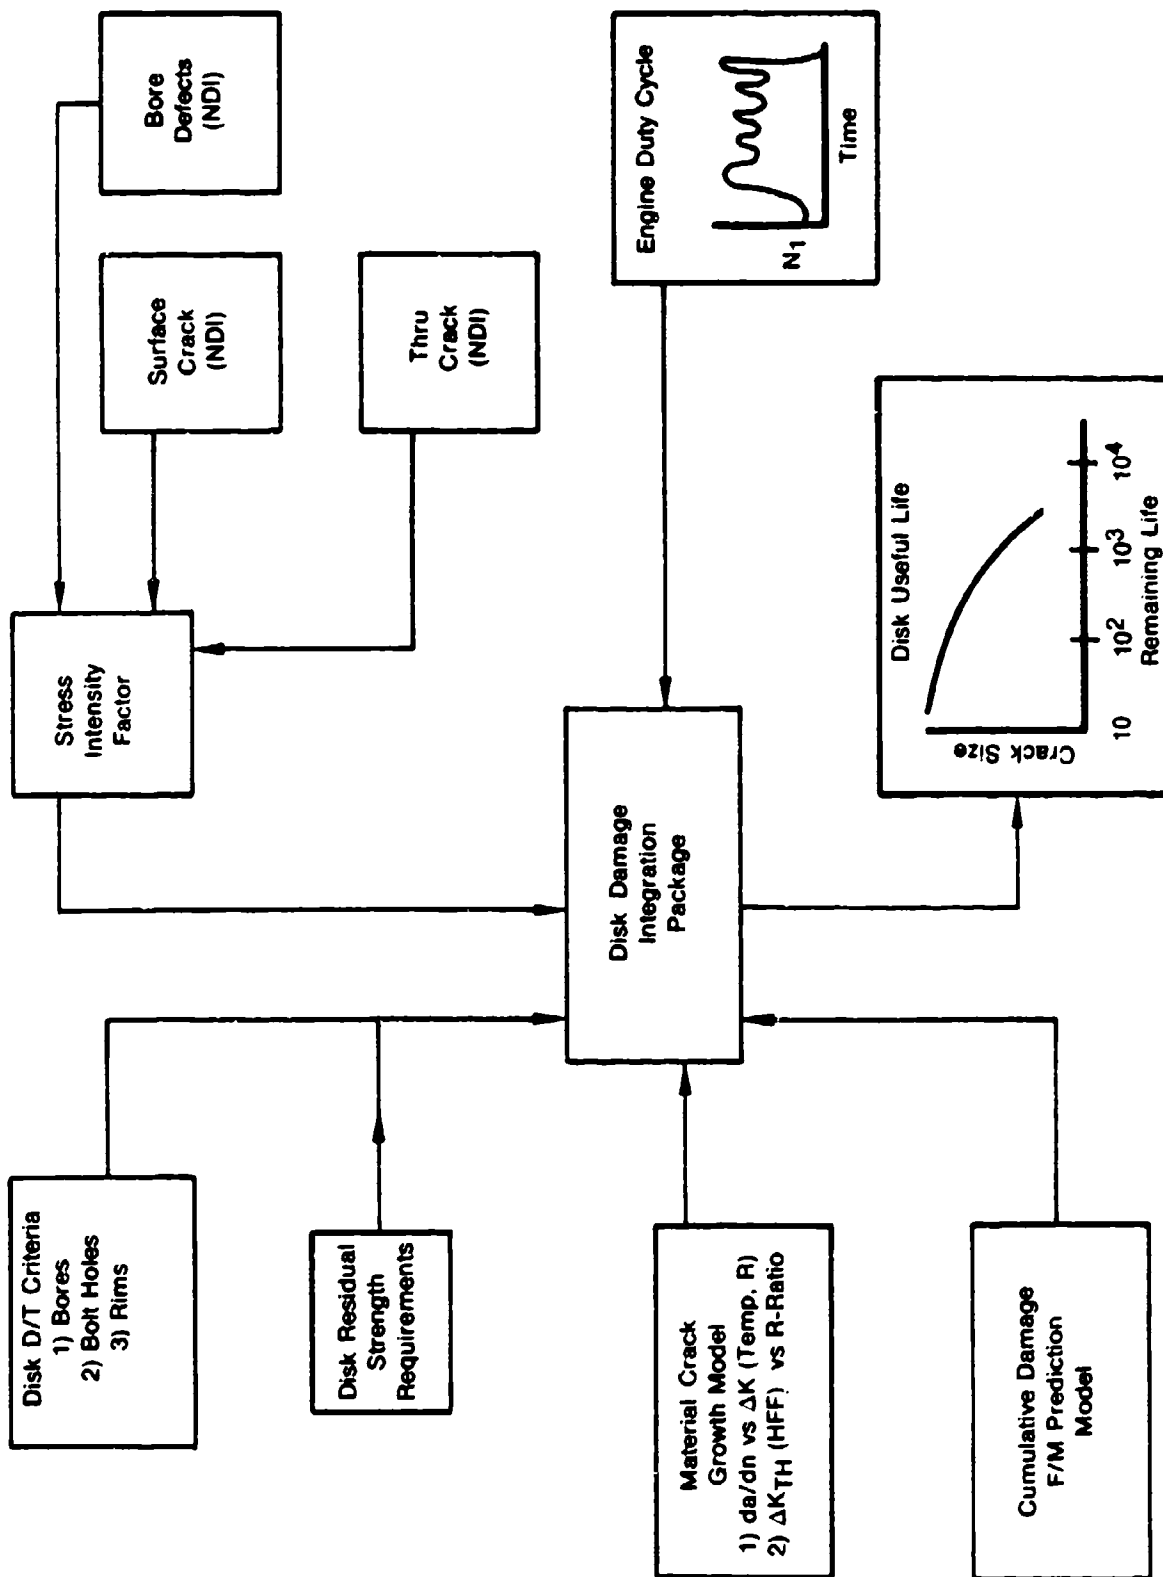 Disk D/T Criteria
1) Bores
2) Bolt Holes
3) Rims
Disk Residual
Strength
Requirements
Material Crack
Growth Model
1) da/dn vs ΔK (Temp, R)
2) ΔKTH (HFF) vs R-Ratio
Cumulative Damage
F/M Prediction
Model
Stress
Intensity
Factor
Disk Damage
Integration
Package
Bore
Defects
(NDI)
Surface
Crack
(NDI)
Thru
Crack
(NDI)
Engine Duty Cycle
N1
Time
Disk Useful Life
Crack Size
10 10² 10³ 10⁴
Remaining Life